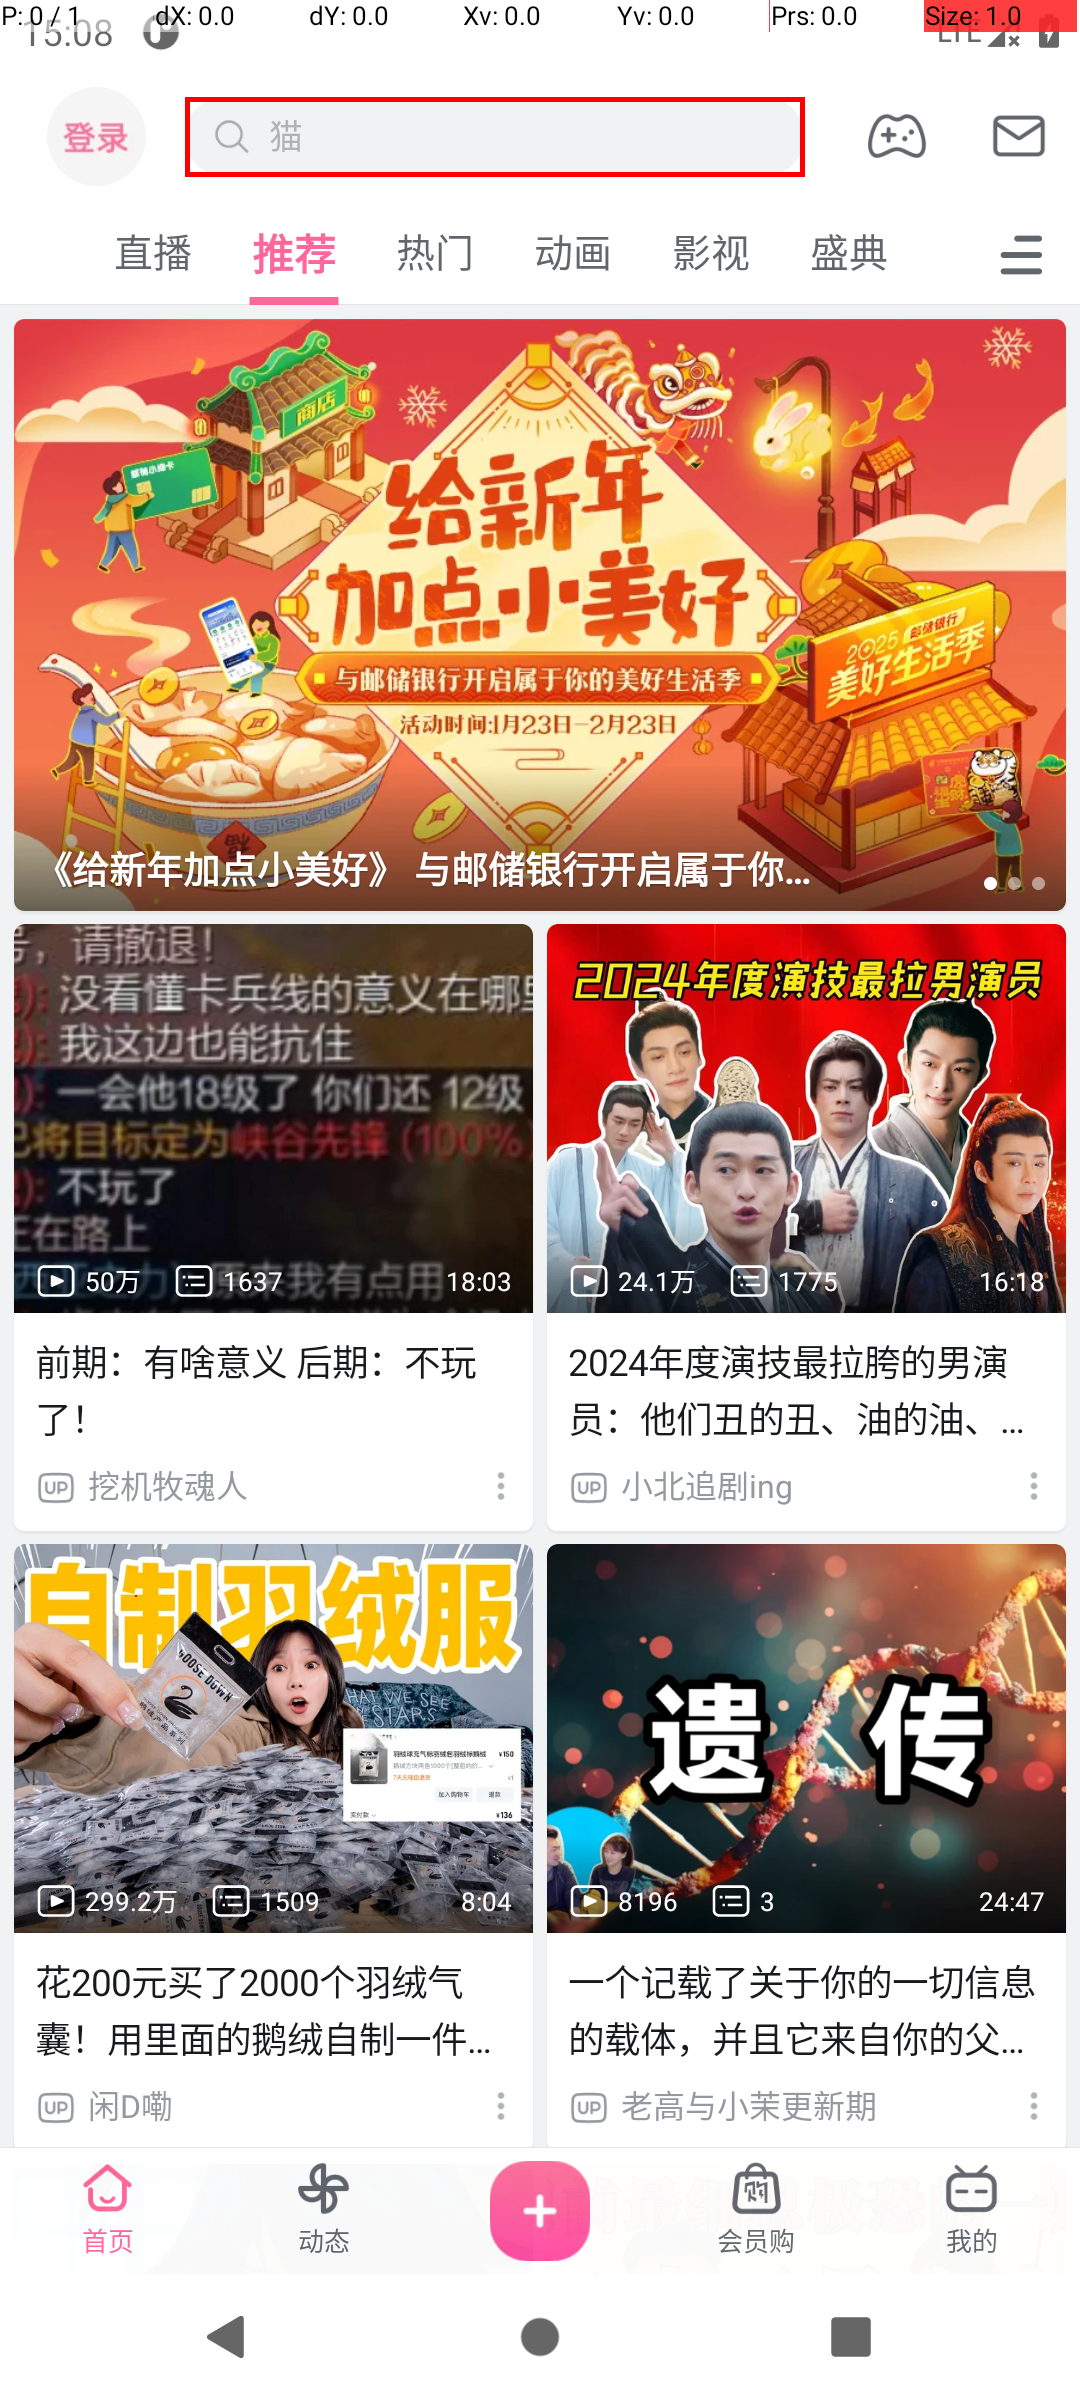 P: 0 / 1 dX: 0.0 dY: 0.0 Xv: 0.0 Yv: 0.0 Prs: 0.0 Size: 1.0
15:08 LTE
登录 猫
直播 推荐 热门 动画 影视 盛典
商店
给新年
加点小美好
与邮储银行开启属于你的美好生活季
活动时间:1月23日-2月23日
2025 邮储银行
美好生活季
《给新年加点小美好》 与邮储银行开启属于你...
号，请撤退！
没看懂卡兵线的意义在哪里
我这边也能抗住
一会他18级了 你们还 12级
已将目标定为峡谷先锋 (100%)
不玩了
正在路上
我有点用
50万 1637 18:03
前期：有啥意义 后期：不玩
了！
挖机牧魂人
2024年度演技最拉男演员
24.1万 1775 16:18
2024年度演技最拉胯的男演
员：他们丑的丑、油的油、...
小北追剧ing
自制羽绒服
GOOSE DOWN
WHAT WE SEE
STARS
¥150
加入购物车 退款
实付款 ¥136
299.2万 1509 8:04
花200元买了2000个羽绒气
囊！用里面的鹅绒自制一件...
闲D嘞
遗传
8196 3 24:47
一个记载了关于你的一切信息
的载体，并且它来自你的父...
老高与小茉更新期
首页 动态 会员购 我的